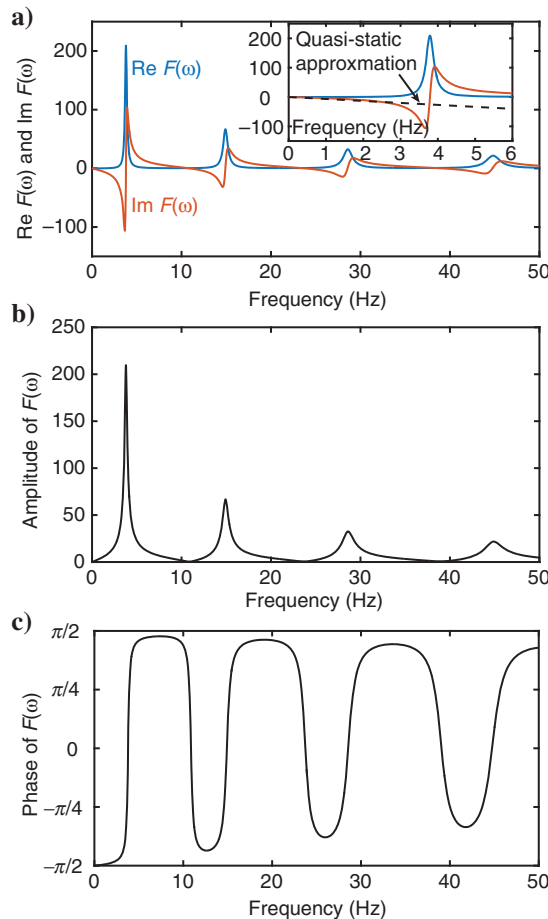 a)
200
100
0
−100
Re F(ω) and Im F(ω)
Re F(ω)
Im F(ω)
200
100
0
−100
Quasi-static
approxmation
Frequency (Hz)
0 1 2 3 4 5 6
0 10 20 30 40 50
Frequency (Hz)
b)
250
200
150
100
50
0
Amplitude of F(ω)
0 10 20 30 40 50
Frequency (Hz)
c)
π/2
π/4
0
−π/4
−π/2
Phase of F(ω)
0 10 20 30 40 50
Frequency (Hz)